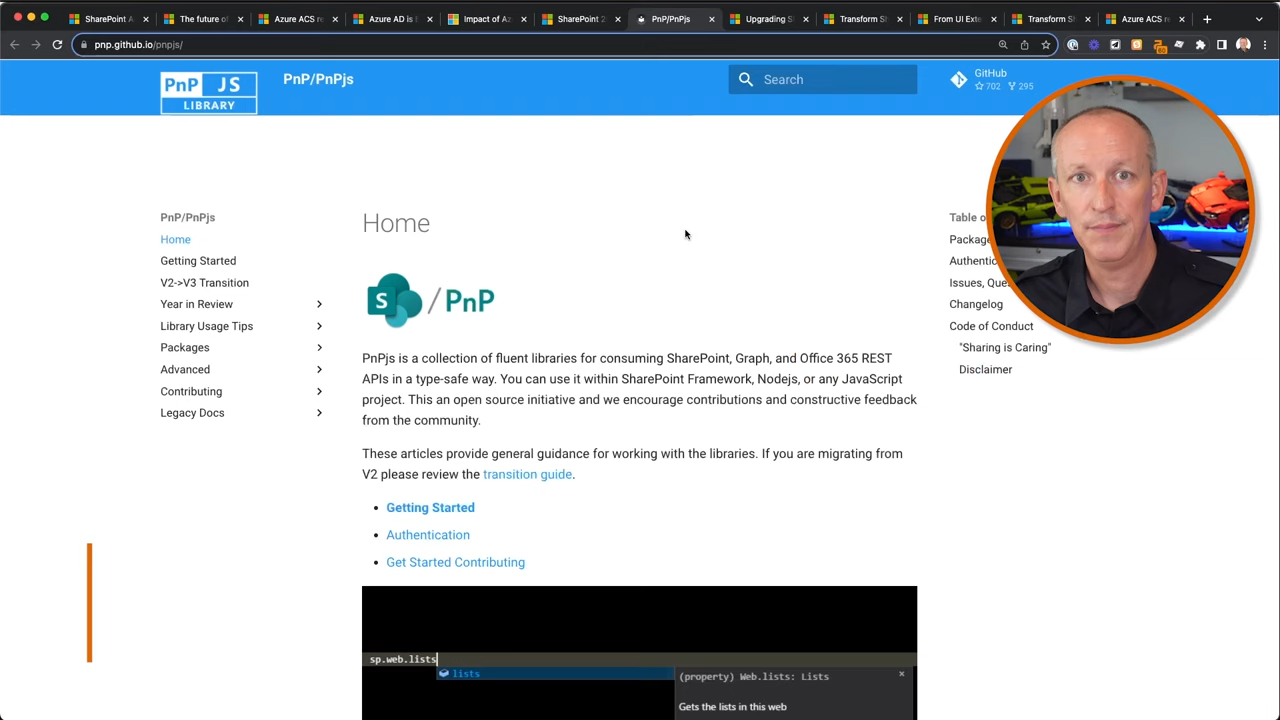 SharePoint A
The future of
Azure ACS re
Azure AD is E
Impact of Az
SharePoint 2
PnP/PnPjs
Upgrading S
Transform Sh
From UI Exte
Transform Sh
Azure ACS re
pnp.github.io/pnpjs/
PnP JS
LIBRARY
PnP/PnPjs
Search
GitHub
702 295
PnP/PnPjs
Home
Getting Started
V2->V3 Transition
Year in Review
Library Usage Tips
Packages
Advanced
Contributing
Legacy Docs
Home
S / PnP
PnPjs is a collection of fluent libraries for consuming SharePoint, Graph, and Office 365 REST
APIs in a type-safe way. You can use it within SharePoint Framework, Nodejs, or any JavaScript
project. This an open source initiative and we encourage contributions and constructive feedback
from the community.
These articles provide general guidance for working with the libraries. If you are migrating from
V2 please review the transition guide.
Getting Started
Authentication
Get Started Contributing
sp.web.lists
lists
(property) Web.lists: Lists
Gets the lists in this web
Table o
Package
Authentic
Issues, Ques
Changelog
Code of Conduct
"Sharing is Caring"
Disclaimer